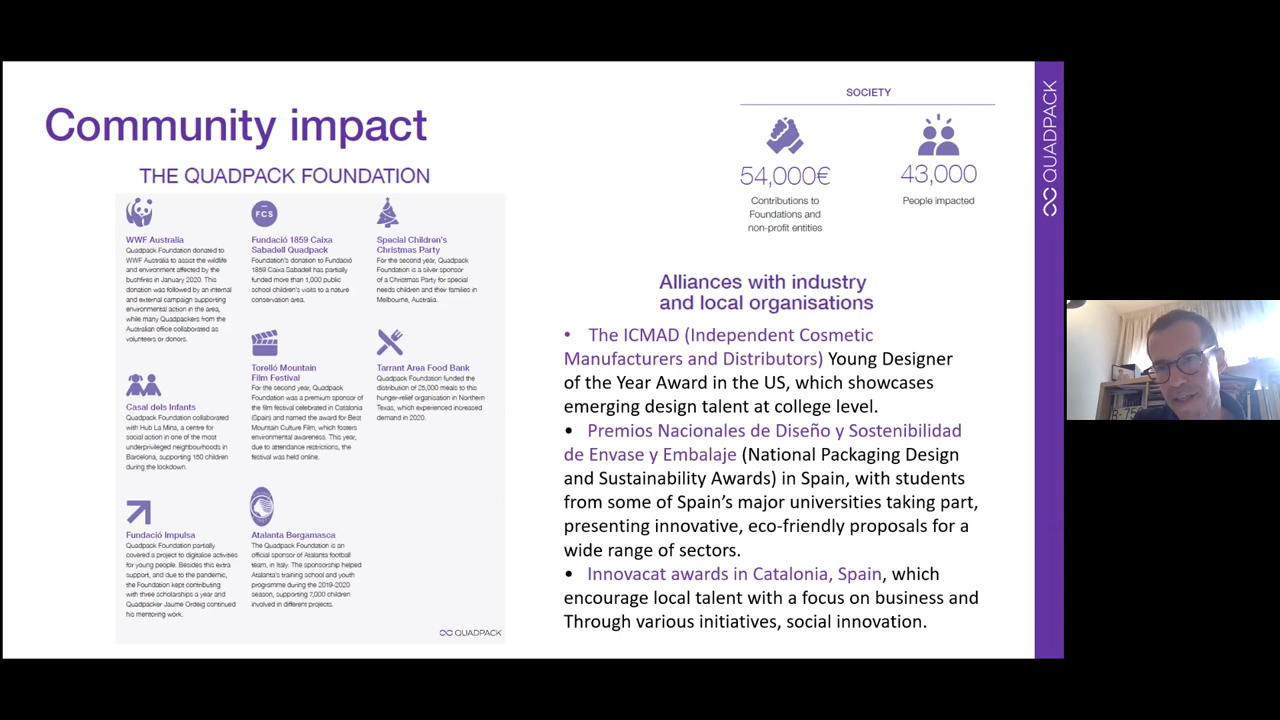 Community impact
THE QUADPACK FOUNDATION
WWF Australia
Quadpack Foundation donated to
WWF Australia to assist the wildlife
and environment affected by the
bushfires in January 2020. This
donation was followed by an internal
and external campaign supporting
environmental action in the area,
while many Quadpackers from the
Australian office collaborated as
volunteers or donors.
FCS
Fundació 1859 Caixa
Sabadell Quadpack
Foundation's donation to Fundació
1859 Caixa Sabadell has partially
funded more than 1,000 public
school children's visits to a nature
conservation area.
Special Children's
Christmas Party
For the second year, Quadpack
Foundation is a silver sponsor
of a Christmas Party for special
needs children and their families in
Melbourne, Australia.
Casal dels Infants
Quadpack Foundation collaborated
with Hub La Mina, a centre for
social action in one of the most
underprivileged neighbourhoods in
Barcelona, supporting 150 children
during the lockdown.
Torelló Mountain
Film Festival
For the second year, Quadpack
Foundation was a premium sponsor of
the film festival celebrated in Catalonia
(Spain) and named the award for Best
Mountain Culture Film, which fosters
environmental awareness. This year,
due to attendance restrictions, the
festival was held online.
Tarrant Area Food Bank
Quadpack Foundation funded the
distribution of 25,000 meals to this
hunger-relief organisation in Northern
Texas, which experienced increased
demand in 2020.
Fundació Impulsa
Quadpack Foundation partially
covered a project to digitalise activities
for young people. Besides this extra
support, and due to the pandemic,
the Foundation kept contributing
with three scholarships a year and
Quadpacker Jaume Ordeig continued
his mentoring work.
Atalanta Bergamasca
The Quadpack Foundation is an
official sponsor of Atalanta football
team, in Italy. The sponsorship helped
Atalanta's training school and youth
programme during the 2019-2020
season, supporting 7,000 children
involved in different projects.
QUADPACK
SOCIETY
54,000€
Contributions to
Foundations and
non-profit entities
43,000
People impacted
Alliances with industry
and local organisations
• The ICMAD (Independent Cosmetic
Manufacturers and Distributors) Young Designer
of the Year Award in the US, which showcases
emerging design talent at college level.
• Premios Nacionales de Diseño y Sostenibilidad
de Envase y Embalaje (National Packaging Design
and Sustainability Awards) in Spain, with students
from some of Spain's major universities taking part,
presenting innovative, eco-friendly proposals for a
wide range of sectors.
• Innovacat awards in Catalonia, Spain, which
encourage local talent with a focus on business and
Through various initiatives, social innovation.
QUADPACK